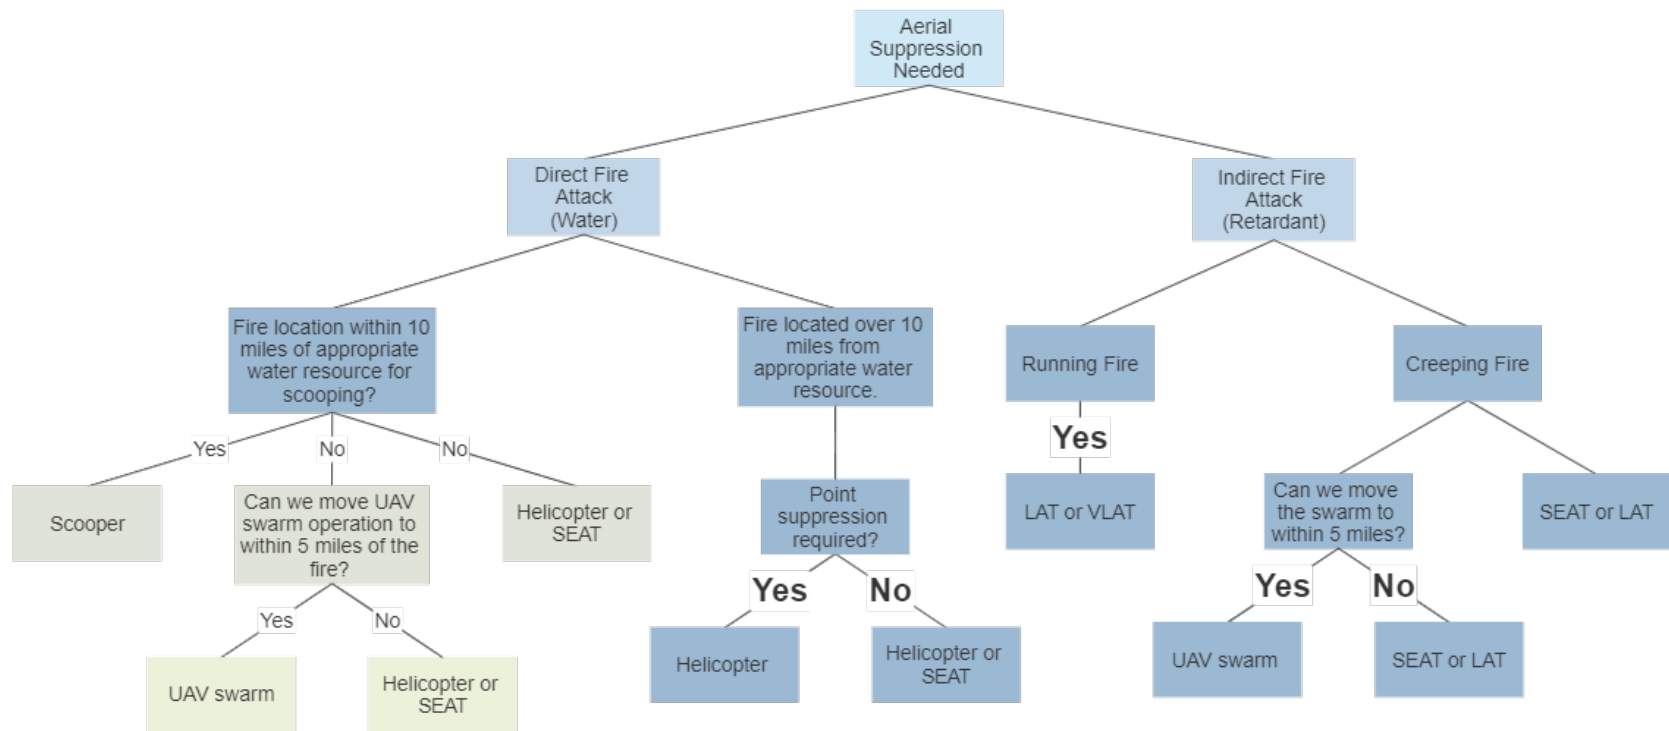 Aerial
Suppression
Needed
Direct Fire
Attack
(Water)
Indirect Fire
Attack
(Retardant)
Fire location within 10
miles of appropriate
water resource for
scooping?
Fire located over 10
miles from
appropriate water
resource.
Running Fire
Creeping Fire
Yes
No
No
Yes
Scooper
Can we move UAV
swarm operation to
within 5 miles of the
fire?
Helicopter or
SEAT
Point
suppression
required?
LAT or VLAT
Can we move
the swarm to
within 5 miles?
SEAT or LAT
Yes
No
Yes
No
Yes
No
UAV swarm
Helicopter or
SEAT
Helicopter
Helicopter or
SEAT
UAV swarm
SEAT or LAT